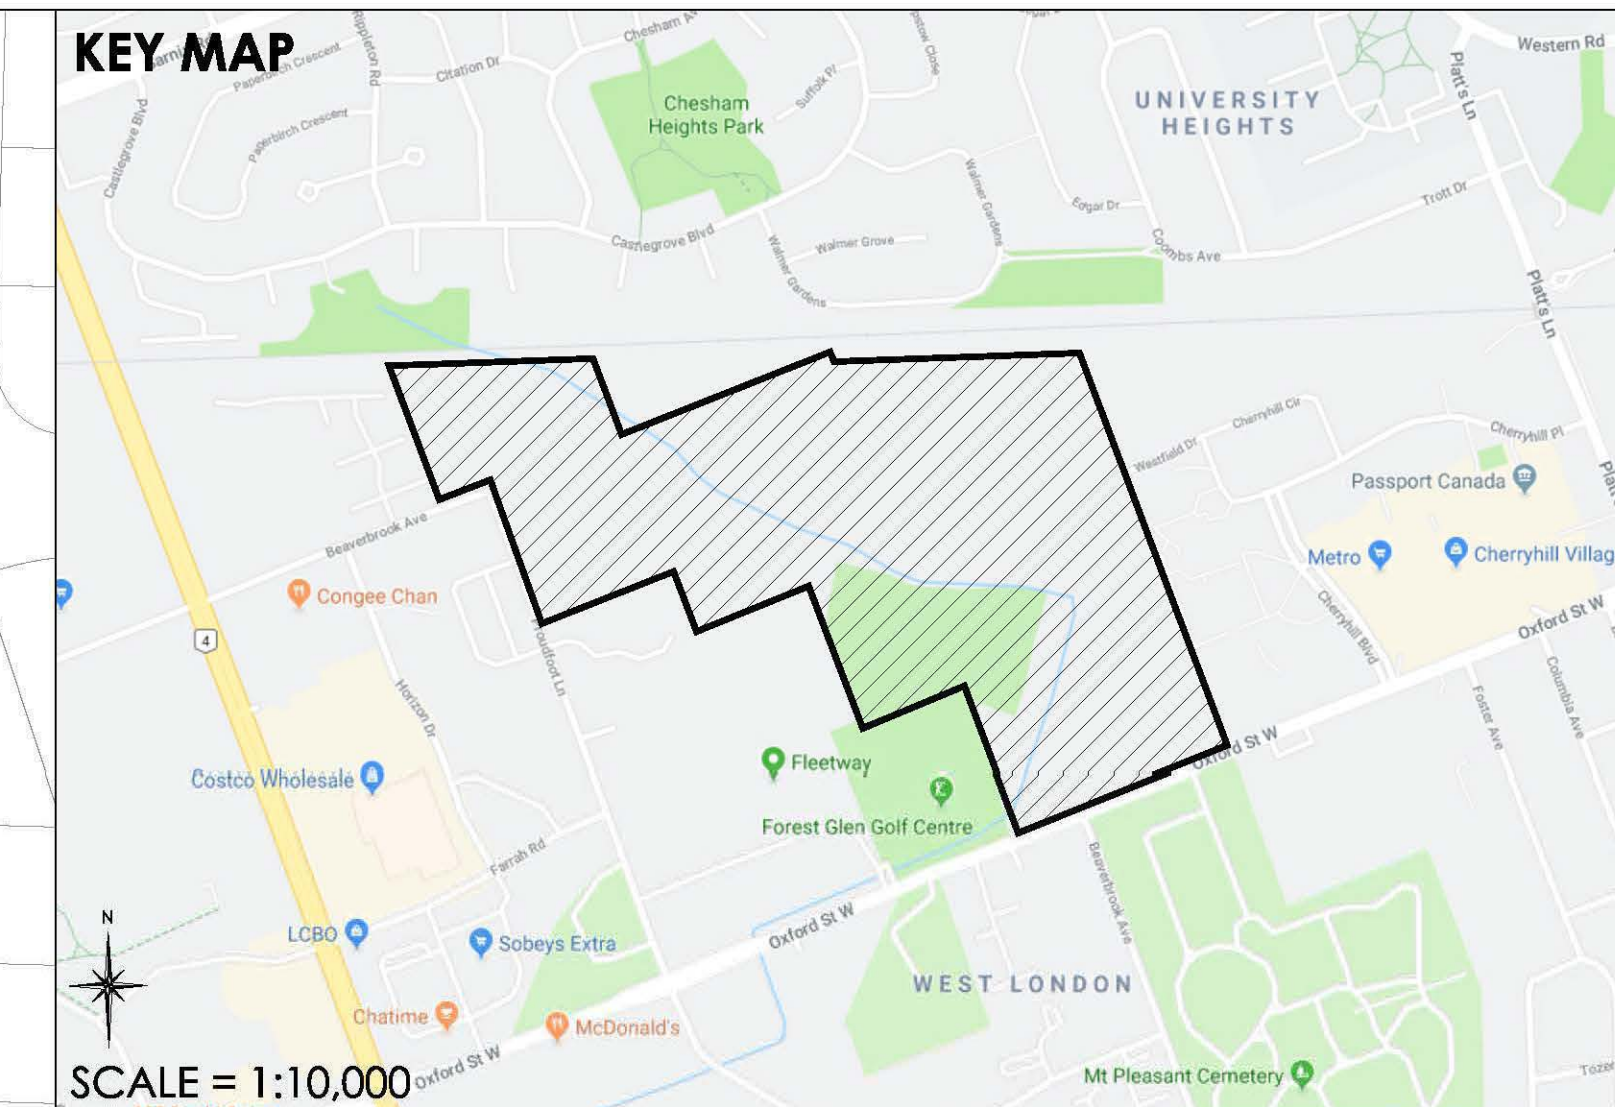 KEY MAP
Sarnia Rd
Rippleton Rd
Chesham Av
Western Rd
Paperbirch Crescent
Citation Dr
Suffolk Pl
Platt's Ln
Chesham
Heights Park
UNIVERSITY
HEIGHTS
Castlegrove Blvd
Paperbirch Crescent
Walmer Gardens
Edgar Dr
Trott Dr
Castlegrove Blvd
Walmer Grove
Coombs Ave
Walmer Gardens
Platt's Ln
Cherryhill Cir
Westfield Dr
Cherryhill Pl
Passport Canada
Beaverbrook Ave
Metro
Cherryhill Villag
Congee Chan
4
Cherryhill Blvd
Oxford St W
Proudfoot Ln
Horizon Dr
Columbia Ave
Foster Ave
Oxford St W
Fleetway
Costco Wholesale
Forest Glen Golf Centre
Farrah Rd
Beaverbrook Ave
N
LCBO
Sobeys Extra
Oxford St W
WEST LONDON
Chatime
McDonald's
Oxford St W
Mt Pleasant Cemetery
Tozer
SCALE = 1:10,000